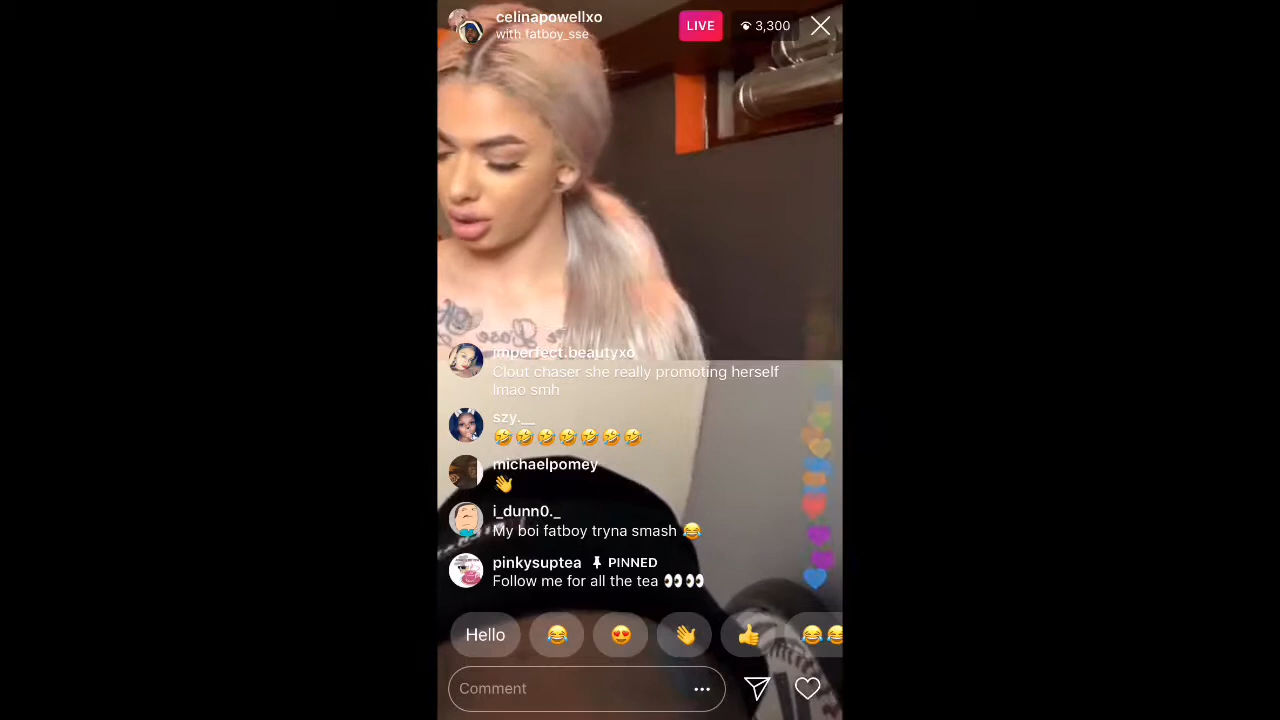 celinapowellxo
with fatboy_sse
LIVE
3,300
imperfect.beautyxo
Clout chaser she really promoting herself
lmao smh
szy.__
🤣🤣🤣🤣🤣🤣🤣
michaelpomey
👋
i_dunn0._
My boi fatboy tryna smash 😂
pinkysuptea PINNED
Follow me for all the tea 👀👀
Hello 😂 😍 👋 👍 😂😂
Comment